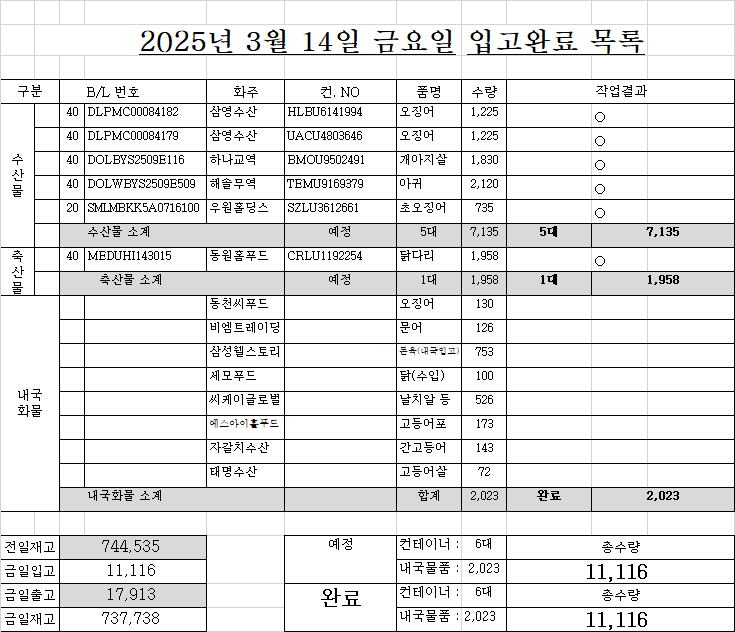 2025년 3월 14일 금요일 입고완료 목록
구분 B/L 번호 화주 컨. NO 품명 수량 작업결과
수산물
40 DLPMC00084182 삼영수산 HLBU6141994 오징어 1,225 ○
40 DLPMC00084179 삼영수산 UACU4803646 오징어 1,225 ○
40 DOLBYS2509E116 하나교역 BMOU9502491 개아지살 1,830 ○
40 DOLWBYS2509E509 해솔무역 TEMU9169379 아귀 2,120 ○
20 SMLMBKK5A0716100 우원홀딩스 SZLU3612661 초오징어 735 ○
수산물 소계 예정 5대 7,135 5대 7,135
축산물
40 MEDUHI143015 동원홈푸드 CRLU1192254 닭다리 1,958 ○
축산물 소계 예정 1대 1,958 1대 1,958
내국
화물
동천씨푸드 오징어 130
비엠트레이딩 문어 126
삼성웰스토리 돈육(내국입고) 753
세모푸드 닭(수입) 100
씨케이글로벌 날치알 등 526
에스아이홀푸드 고등어포 173
자갈치수산 간고등어 143
태명수산 고등어살 72
내국화물 소계 합계 2,023 완료 2,023
전일재고 744,535 예정 컨테이너 : 6대 총수량
금일입고 11,116 내국물품 : 2,023 11,116
금일출고 17,913 완료 컨테이너 : 6대 총수량
금일재고 737,738 내국물품 : 2,023 11,116